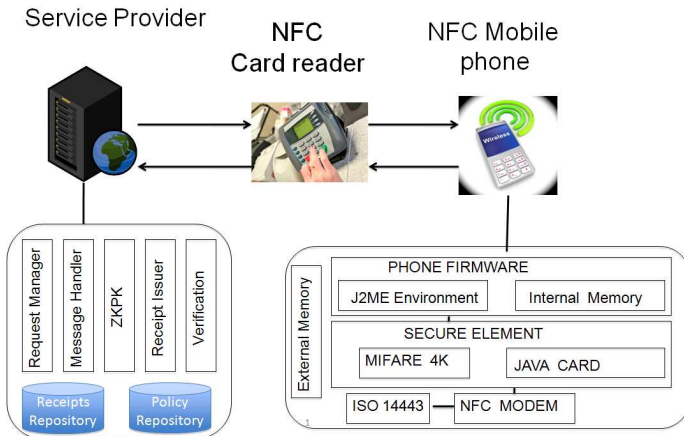 Service Provider
NFC
Card reader
NFC Mobile
phone
Wireless
Request Manager
Message Handler
ZKPK
Receipt Issuer
Verification
Receipts
Repository
Policy
Repository
External Memory
PHONE FIRMWARE
J2ME Environment
Internal Memory
SECURE ELEMENT
MIFARE 4K
JAVA CARD
ISO 14443
NFC MODEM
1